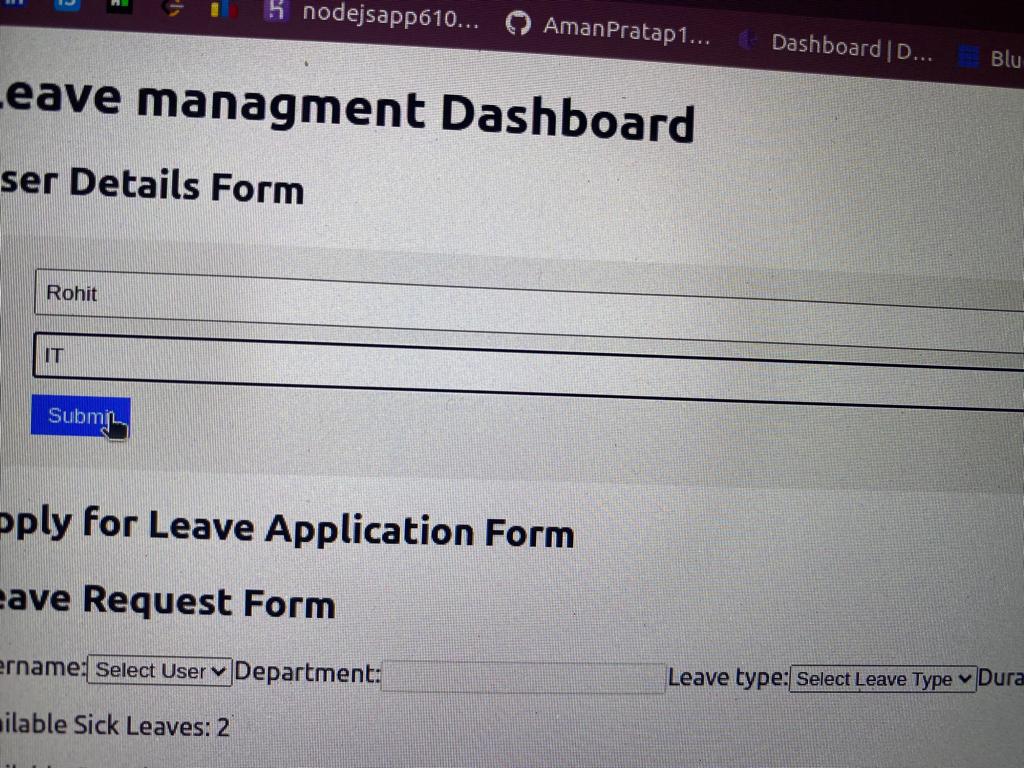 nodejsapp610... AmanPratap1... Dashboard | D... Blu
eave managment Dashboard
ser Details Form
Rohit
IT
Submi
pply for Leave Application Form
eave Request Form
ername: Select User Department: Leave type: Select Leave Type Dura
ilable Sick Leaves: 2